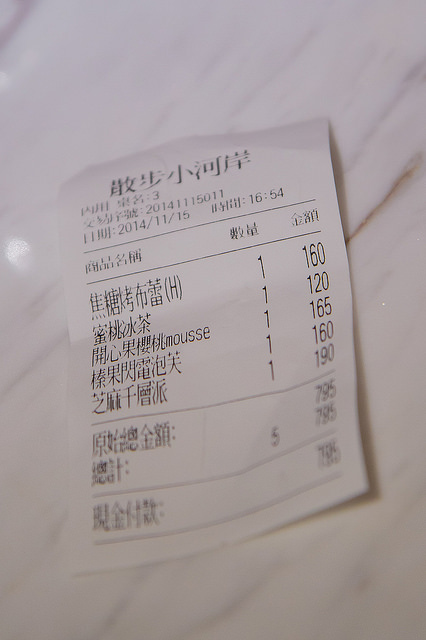 散步小河岸
內用 桌名:3
交易序號:20141115011
日期:2014/11/15 時間:16:54
商品名稱 數量 金額
焦糖烤布蕾(H) 1 160
蜜桃冰茶 1 120
開心果櫻桃mousse 1 165
榛果閃電泡芙 1 160
芝麻千層派 1 190
原始總金額: 795
總計: 5 795
現金付款: 795